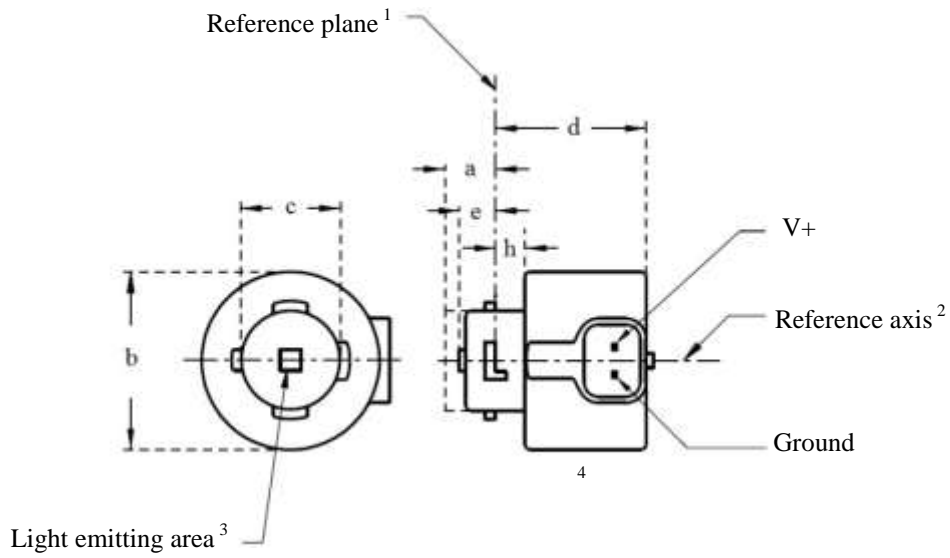 Reference plane 1
d
a
c
e
V+
h
Reference axis 2
b
Ground
4
Light emitting area 3